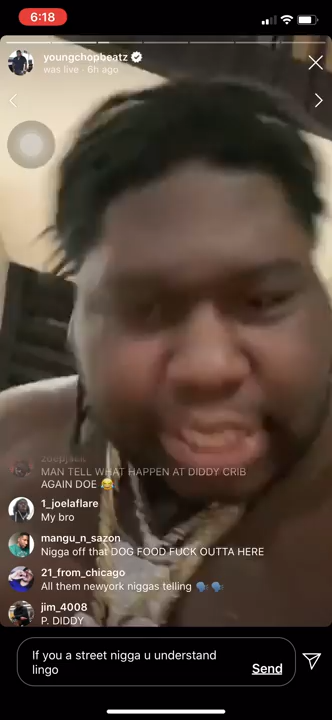 6:18
youngchopbeatz
was live · 6h ago
MAN TELL WHAT HAPPEN AT DIDDY CRIB
AGAIN DOE 😂
1_joelaflare
My bro
mangu_n_sazon
Nigga off that DOG FOOD FUCK OUTTA HERE
21_from_chicago
All them newyork niggas telling 🗣️ 🗣️
jim_4008
P. DIDDY
If you a street nigga u understand
lingo
Send